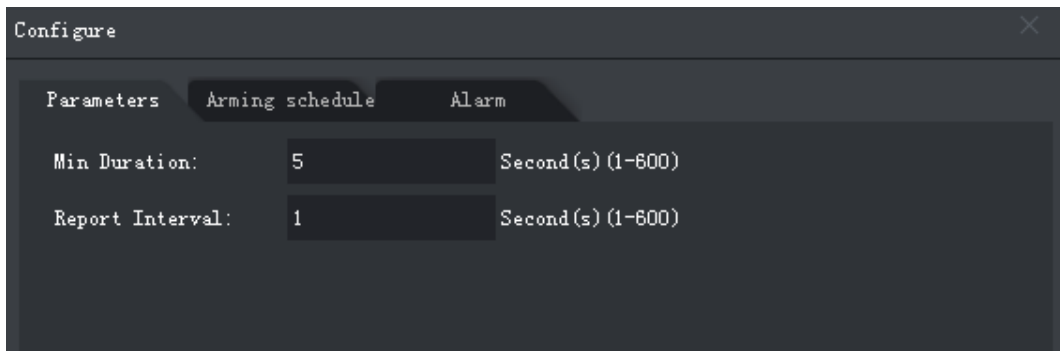 Configure
Parameters Arming schedule Alarm
Min Duration: 5 Second(s)(1-600)
Report Interval: 1 Second(s)(1-600)